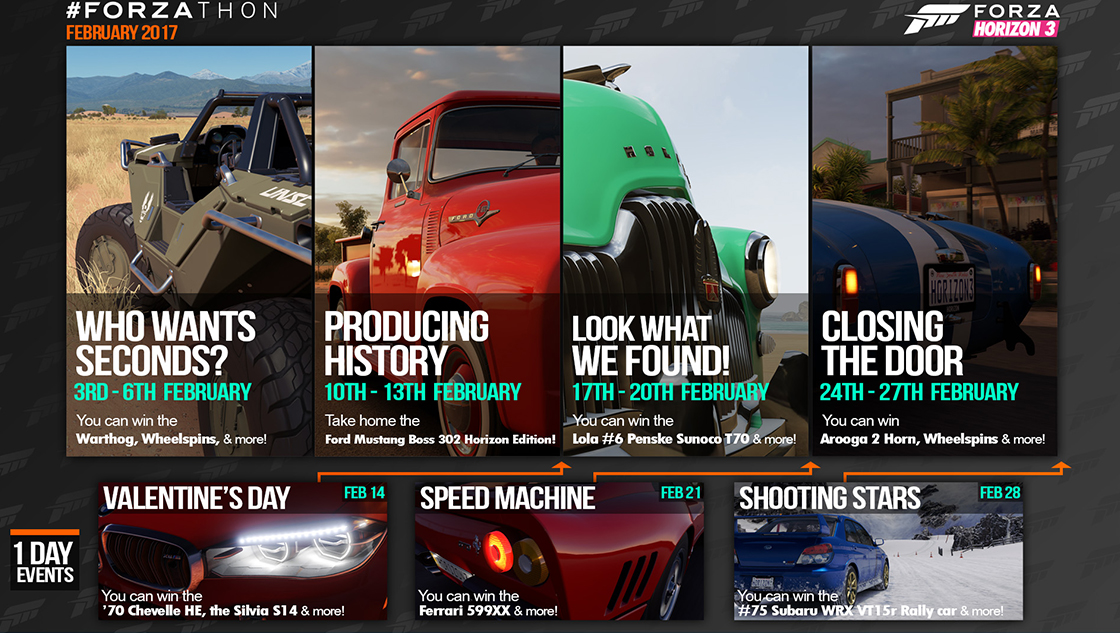 #FORZATHON
FEBRUARY 2017
FORZA
HORIZON 3
UNSC
WHO WANTS
SECONDS?
3RD - 6TH FEBRUARY
You can win the
Warthog, Wheelspins, & more!
FORD
PRODUCING
HISTORY
10TH - 13TH FEBRUARY
Take home the
Ford Mustang Boss 302 Horizon Edition!
HOL
LOOK WHAT
WE FOUND!
17TH - 20TH FEBRUARY
You can win the
Lola #6 Penske Sunoco T70 & more!
HORIZON3
CLOSING
THE DOOR
24TH - 27TH FEBRUARY
You can win
Arooga 2 Horn, Wheelspins & more!
1 DAY
EVENTS
VALENTINE'S DAY
FEB 14
You can win the
'70 Chevelle HE, the Silvia S14 & more!
SPEED MACHINE
FEB 21
You can win the
Ferrari 599XX & more!
SHOOTING STARS
FEB 28
HORIZON3
You can win the
#75 Subaru WRX VT15r Rally car & more!